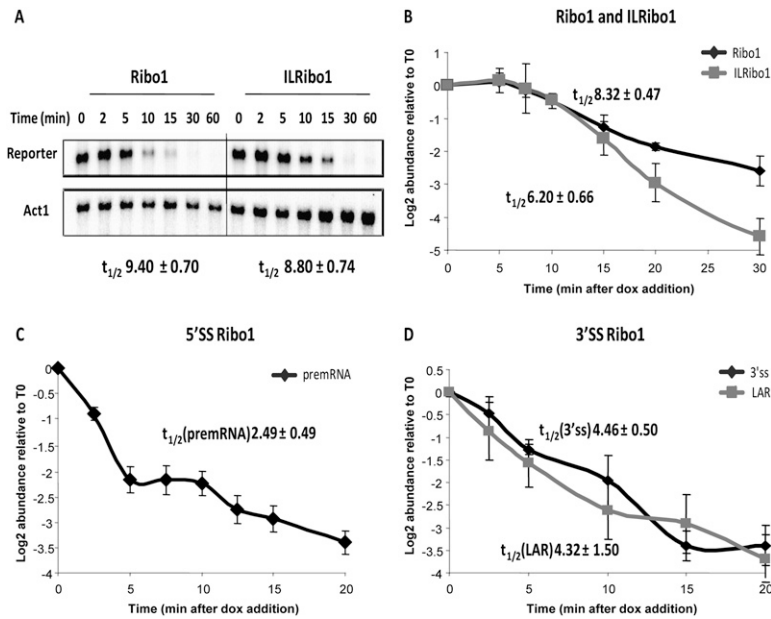 A
Ribo1 ILRibo1
Time (min) 0 2 5 10 15 30 60 0 2 5 10 15 30 60
Reporter
Act1
t1/2 9.40 ± 0.70 t1/2 8.80 ± 0.74
B
Ribo1 and ILRibo1
Log2 abundance relative to T0
1
0
-1
-2
-3
-4
-5
Ribo1
ILRibo1
t1/2 8.32 ± 0.47
t1/2 6.20 ± 0.66
0 5 10 15 20 25 30
Time (min after dox addition)
C
5'SS Ribo1
Log2 abundance relative to T0
0
-0.5
-1
-1.5
-2
-2.5
-3
-3.5
-4
premRNA
t1/2(premRNA) 2.49 ± 0.49
0 5 10 15 20
Time (min after dox addition)
D
3'SS Ribo1
Log2 abundance relative to T0
0.5
0
-0.5
-1
-1.5
-2
-2.5
-3
-3.5
-4
3'ss
LAR
t1/2(3'ss) 4.46 ± 0.50
t1/2(LAR) 4.32 ± 1.50
0 5 10 15 20
Time (min after dox addition)